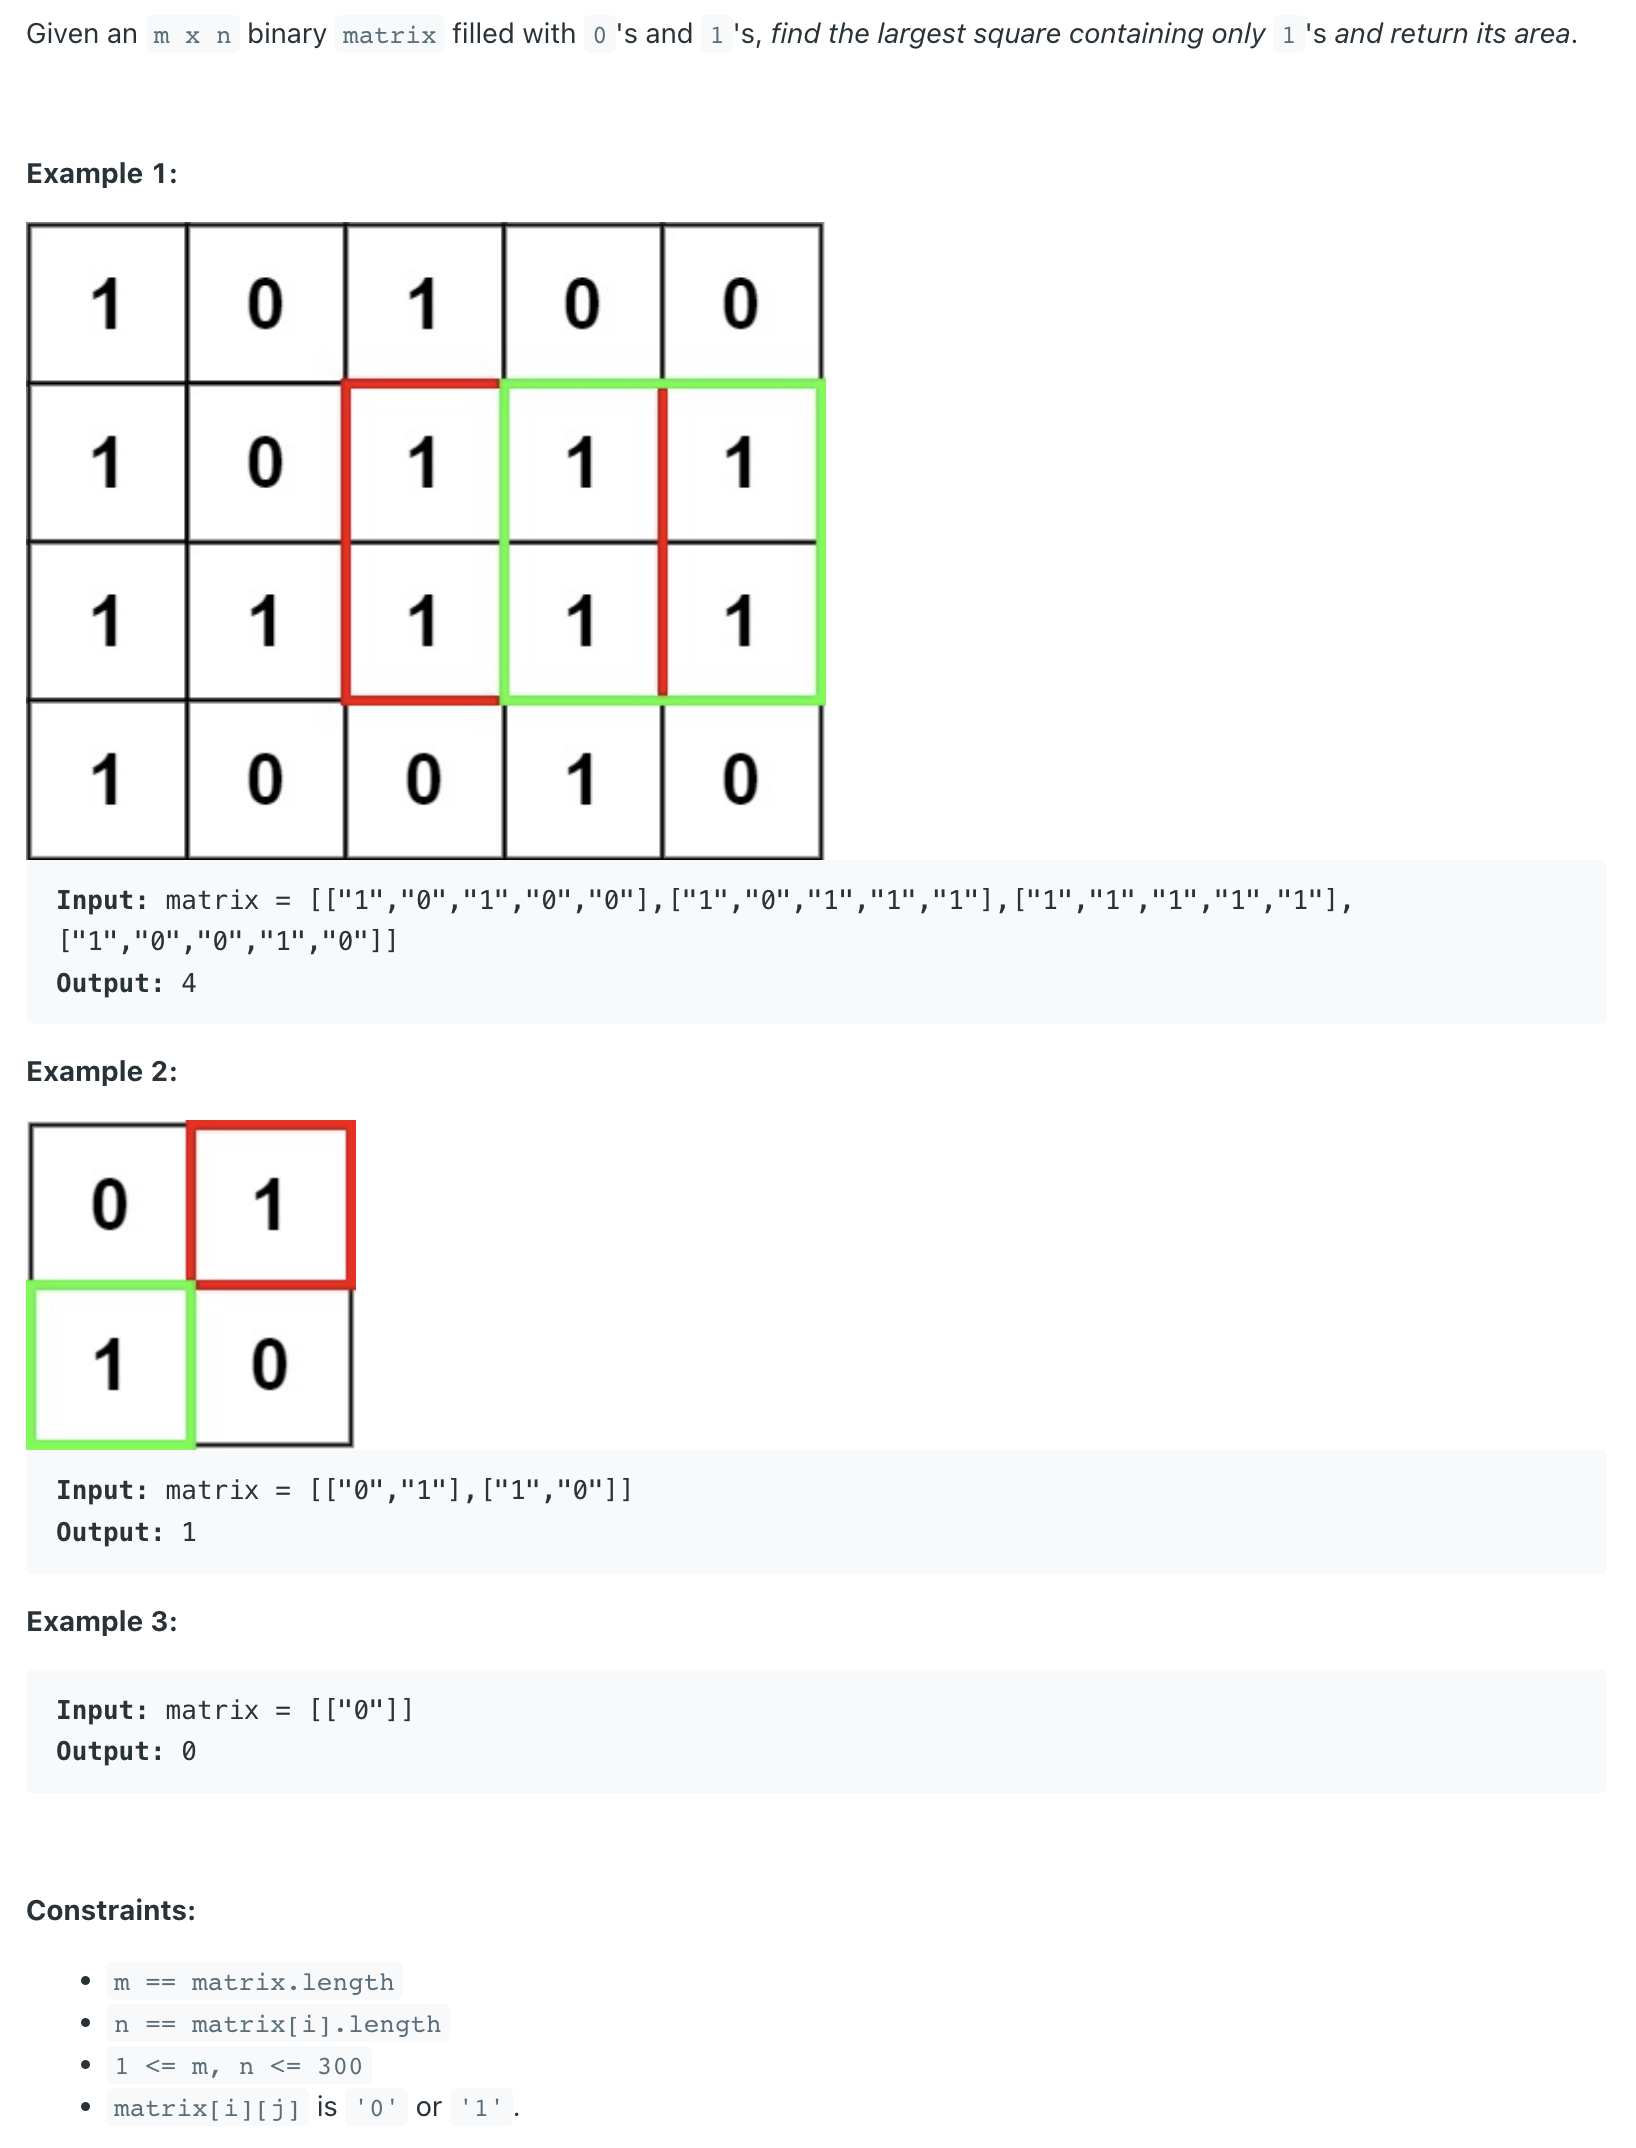 Given an m x n binary matrix filled with 0 's and 1 's, find the largest square containing only 1 's and return its area.
Example 1:
1 0 1 0 0
1 0 1 1 1
1 1 1 1 1
1 0 0 1 0
Input: matrix = [["1","0","1","0","0"],["1","0","1","1","1"],["1","1","1","1","1"],
["1","0","0","1","0"]]
Output: 4
Example 2:
0 1
1 0
Input: matrix = [["0","1"],["1","0"]]
Output: 1
Example 3:
Input: matrix = [["0"]]
Output: 0
Constraints:
• m == matrix.length
• n == matrix[i].length
• 1 <= m, n <= 300
• matrix[i][j] is '0' or '1'.